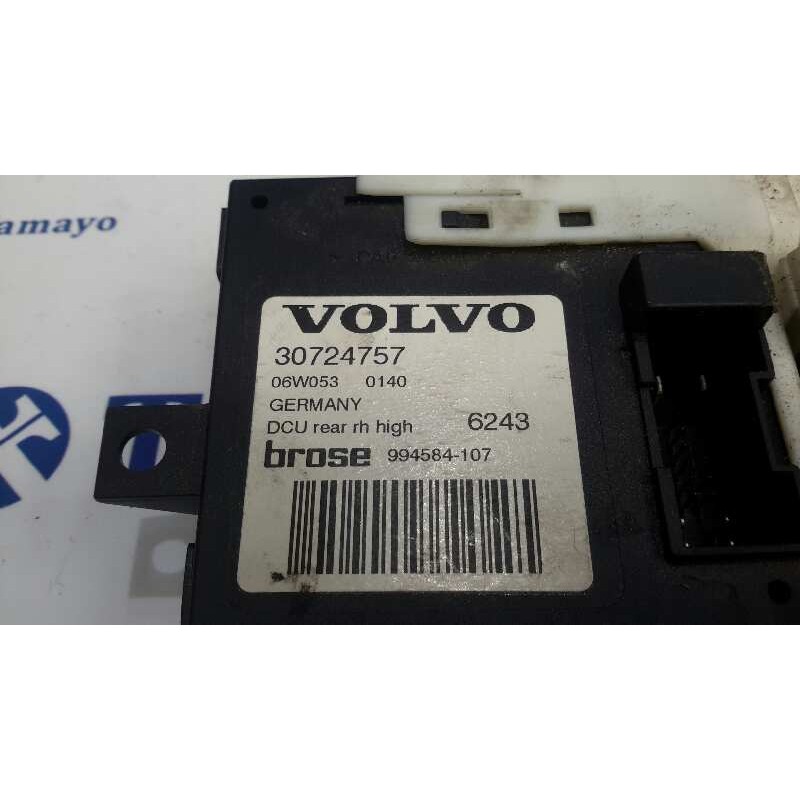 amayo
VOLVO
30724757
06W053 0140
GERMANY
DCU rear rh high 6243
brose 994584-107